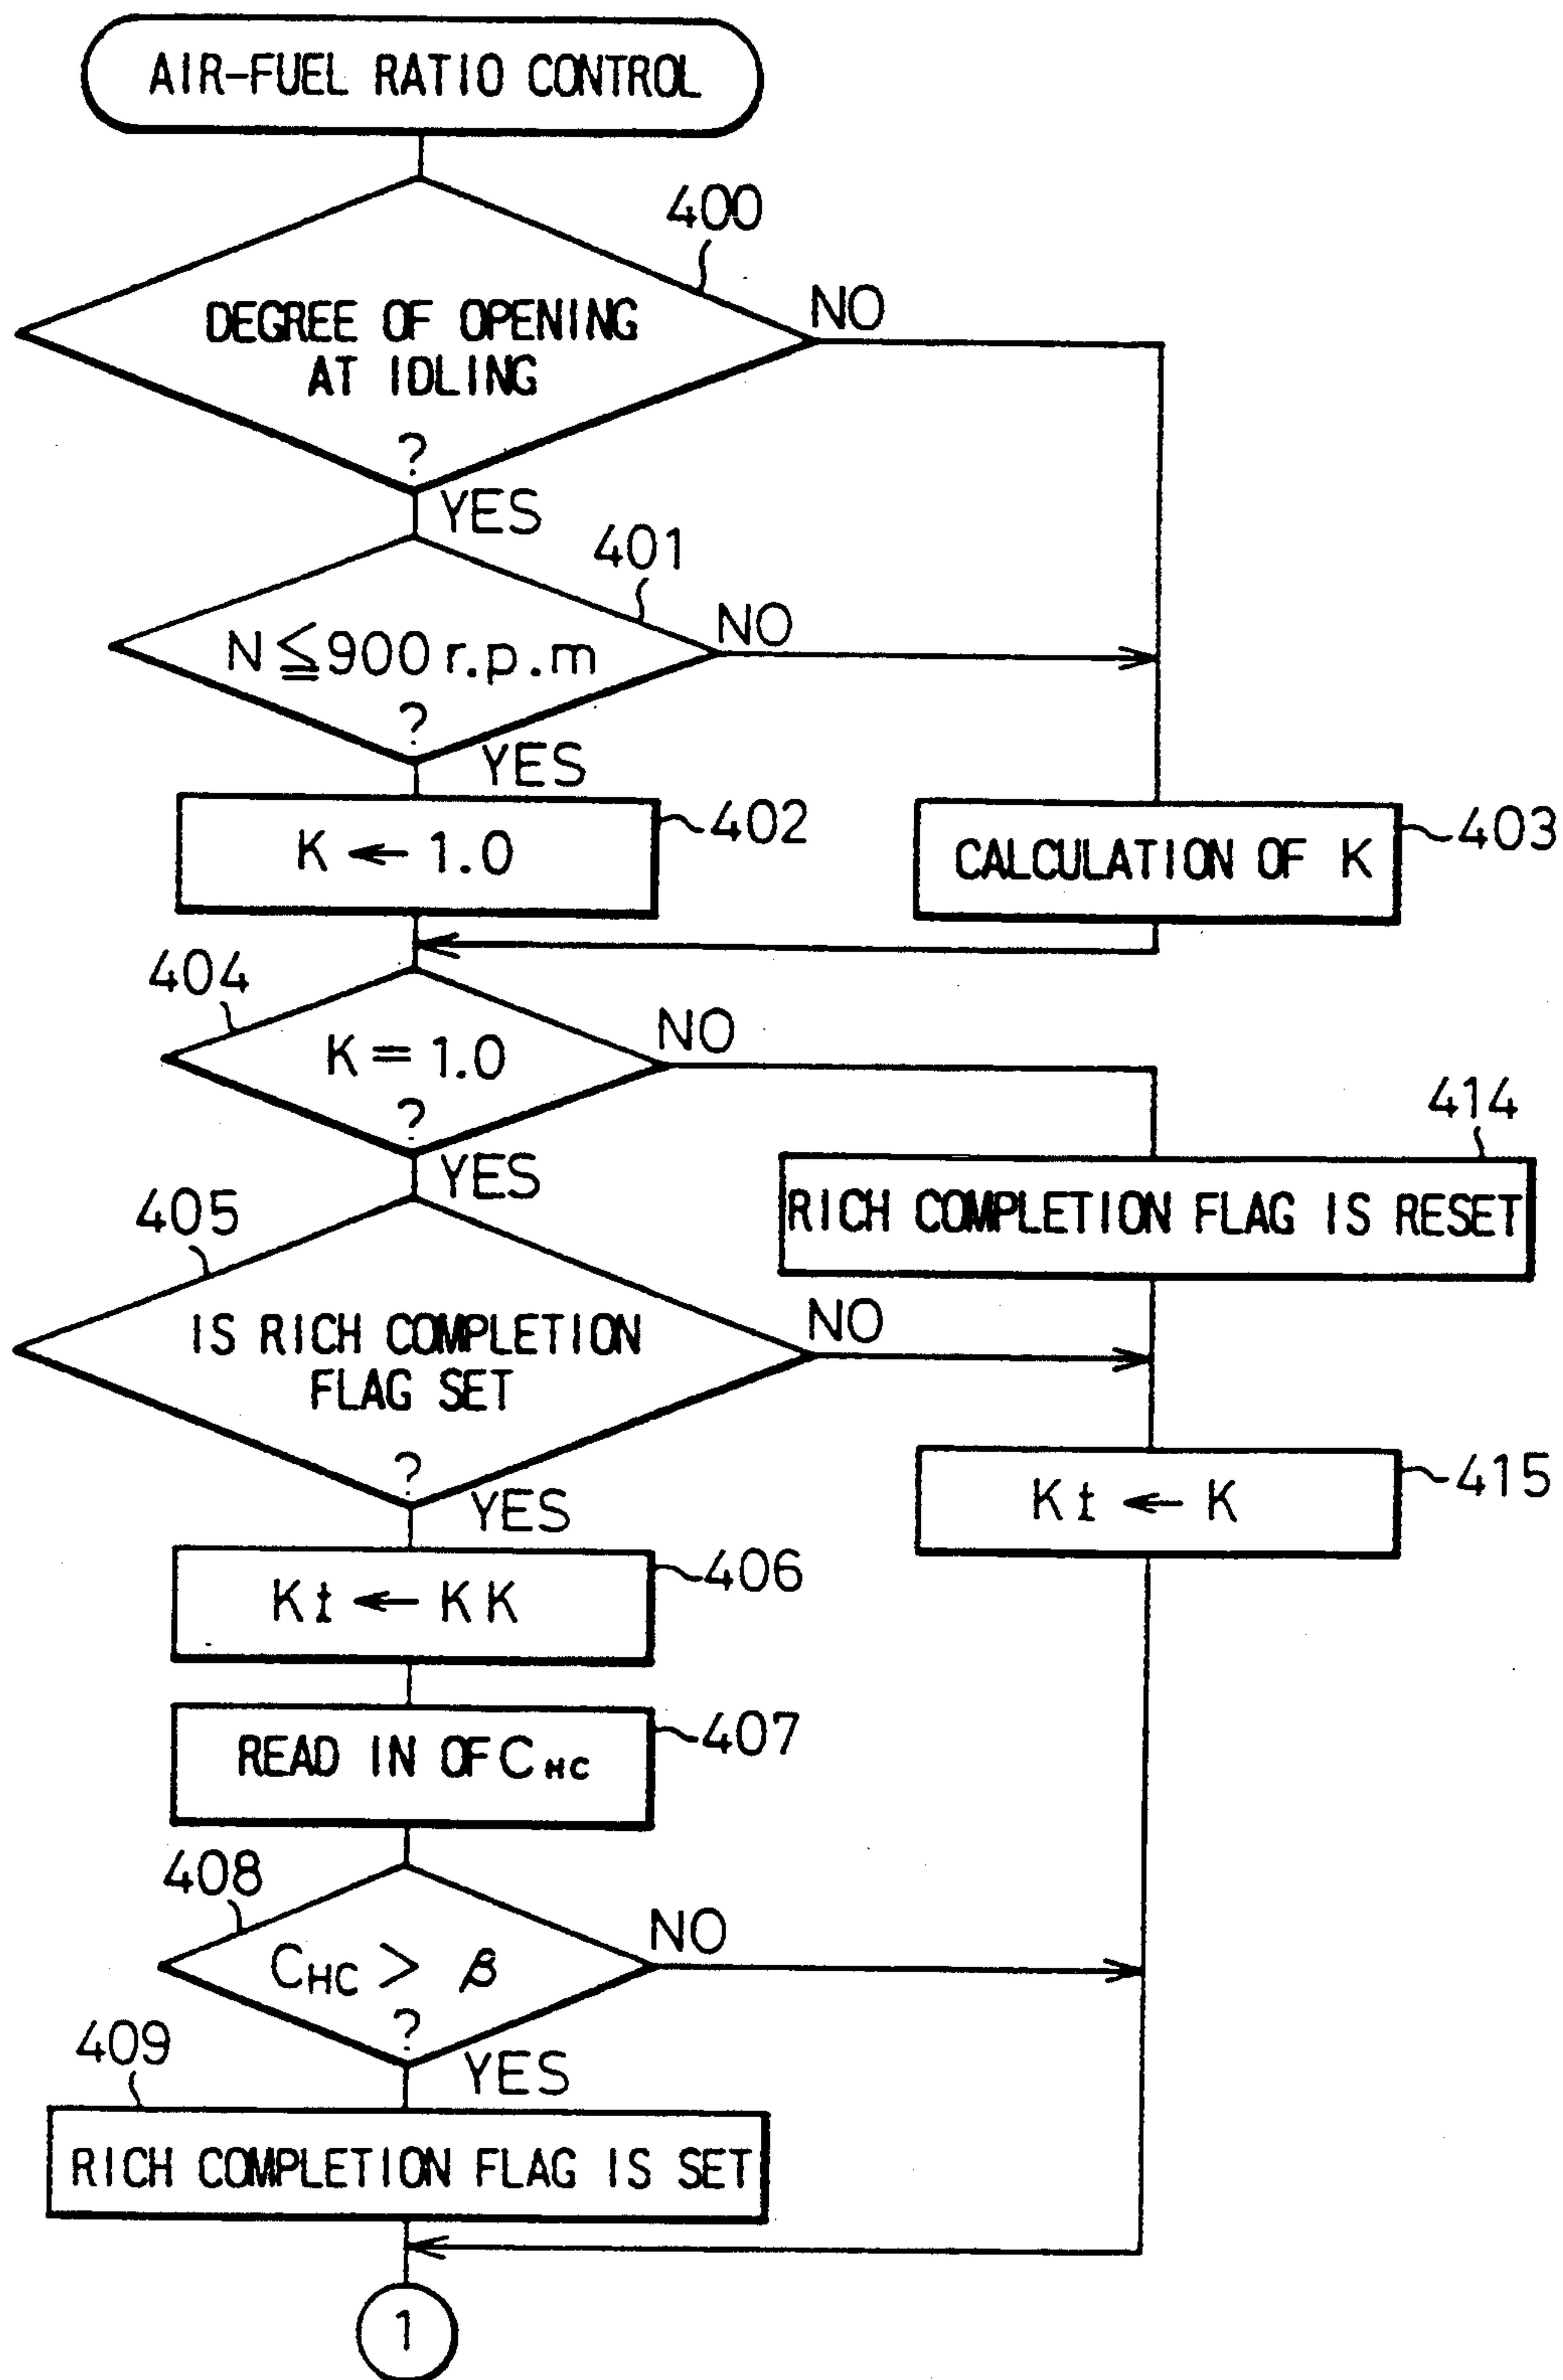 AIR-FUEL RATIO CONTROL
400
DEGREE OF OPENING
AT IDLING
?
NO
YES
401
N ≦ 900 r.p.m
?
NO
YES
K ← 1.0
402
CALCULATION OF K
403
404
K = 1.0
?
NO
YES
414
RICH COMPLETION FLAG IS RESET
405
IS RICH COMPLETION
FLAG SET
?
NO
YES
Kt ← K
415
Kt ← KK
406
READ IN OF CHC
407
408
CHC > β
?
NO
YES
409
RICH COMPLETION FLAG IS SET
1